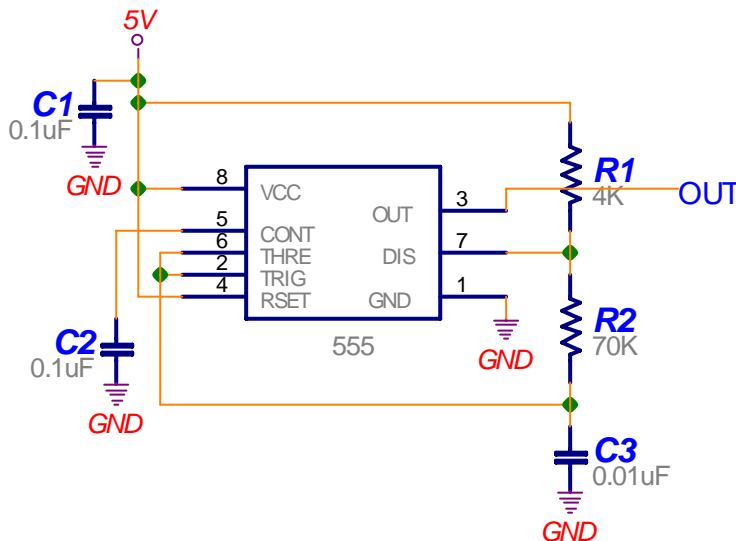 5V
C1
0.1uF
GND
8
VCC
5
CONT
6
THRE
2
TRIG
4
RSET
3
OUT
7
DIS
1
GND
555
R1
4K
OUT
GND
R2
70K
C2
0.1uF
GND
C3
0.01uF
GND